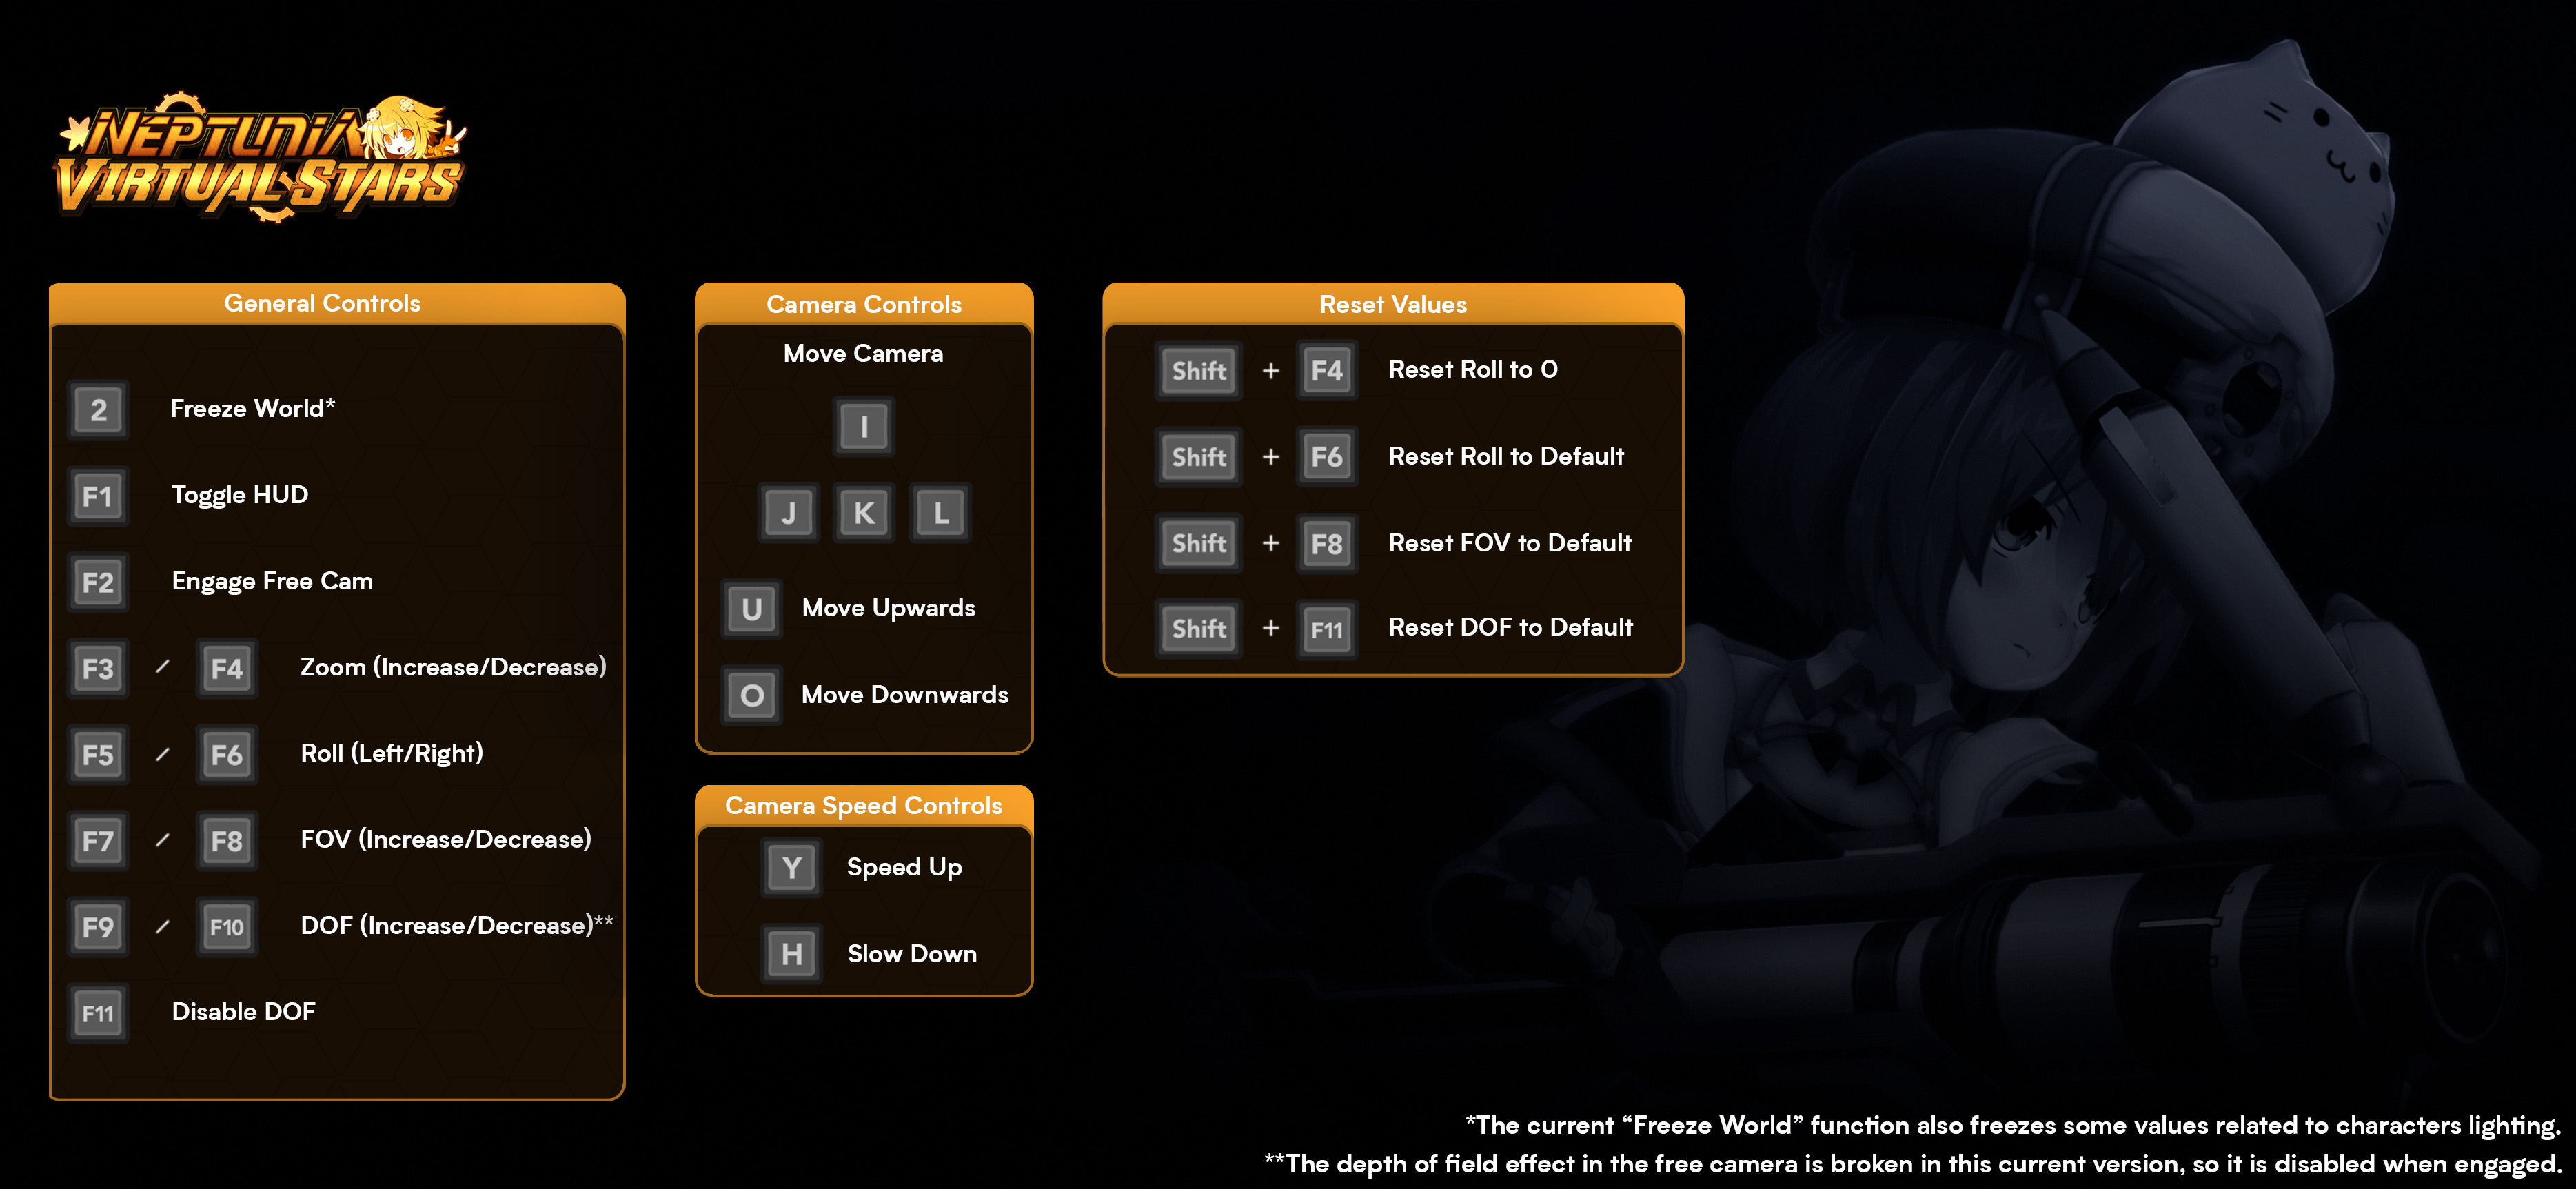 NEPTUNIA
VIRTUAL STARS
General Controls
2 Freeze World*
F1 Toggle HUD
F2 Engage Free Cam
F3 / F4 Zoom (Increase/Decrease)
F5 / F6 Roll (Left/Right)
F7 / F8 FOV (Increase/Decrease)
F9 / F10 DOF (Increase/Decrease)**
F11 Disable DOF
Camera Controls
Move Camera
I
J K L
U Move Upwards
O Move Downwards
Camera Speed Controls
Y Speed Up
H Slow Down
Reset Values
Shift + F4 Reset Roll to 0
Shift + F6 Reset Roll to Default
Shift + F8 Reset FOV to Default
Shift + F11 Reset DOF to Default
*The current “Freeze World” function also freezes some values related to characters lighting.
**The depth of field effect in the free camera is broken in this current version, so it is disabled when engaged.